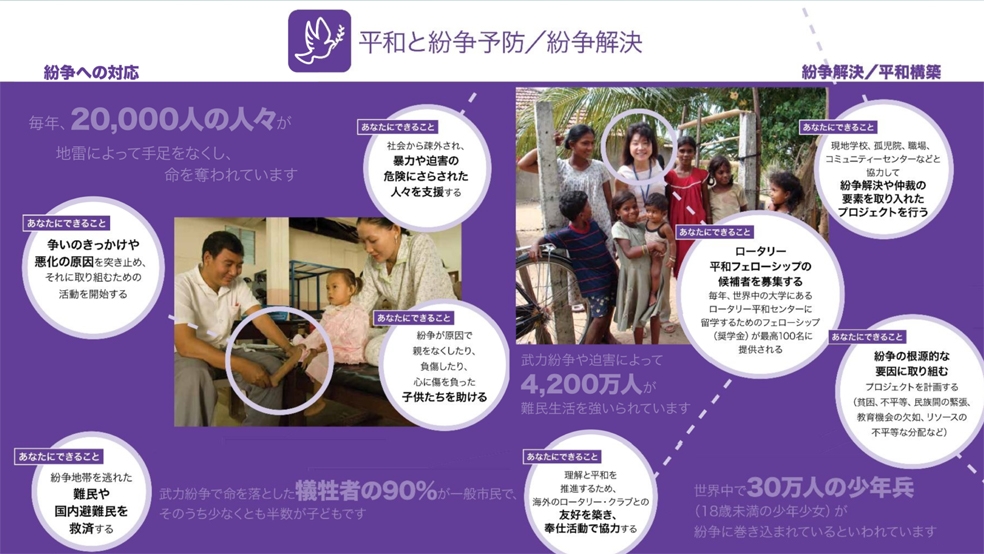 平和と紛争予防／紛争解決
紛争への対応
紛争解決／平和構築
毎年、20,000人の人々が
地雷によって手足をなくし、
命を奪われています
あなたにできること
社会から疎外され、
暴力や迫害の
危険にさらされた
人々を支援する
あなたにできること
争いのきっかけや
悪化の原因を突き止め、
それに取り組むための
活動を開始する
あなたにできること
紛争が原因で
親をなくしたり、
負傷したり、
心に傷を負った
子供たちを助ける
あなたにできること
紛争地帯を逃れた
難民や
国内避難民を
救済する
武力紛争で命を落とした犠牲者の90%が一般市民で、
そのうち少なくとも半数が子どもです
あなたにできること
現地学校、孤児院、職場、
コミュニティーセンターなどと
協力して
紛争解決や仲裁の
要素を取り入れた
プロジェクトを行う
あなたにできること
ロータリー
平和フェローシップの
候補者を募集する
毎年、世界中の大学にある
ロータリー平和センターに
留学するためのフェローシップ
（奨学金）が最高100名に
提供される
武力紛争や迫害によって
4,200万人が
難民生活を強いられています
あなたにできること
紛争の根源的な
要因に取り組む
プロジェクトを計画する
（貧困、不平等、民族間の緊張、
教育機会の欠如、リソースの
不平等な分配など）
あなたにできること
理解と平和を
推進するため、
海外のロータリー・クラブとの
友好を築き、
奉仕活動で協力する
世界中で30万人の少年兵
（18歳未満の少年少女）が
紛争に巻き込まれているといわれています